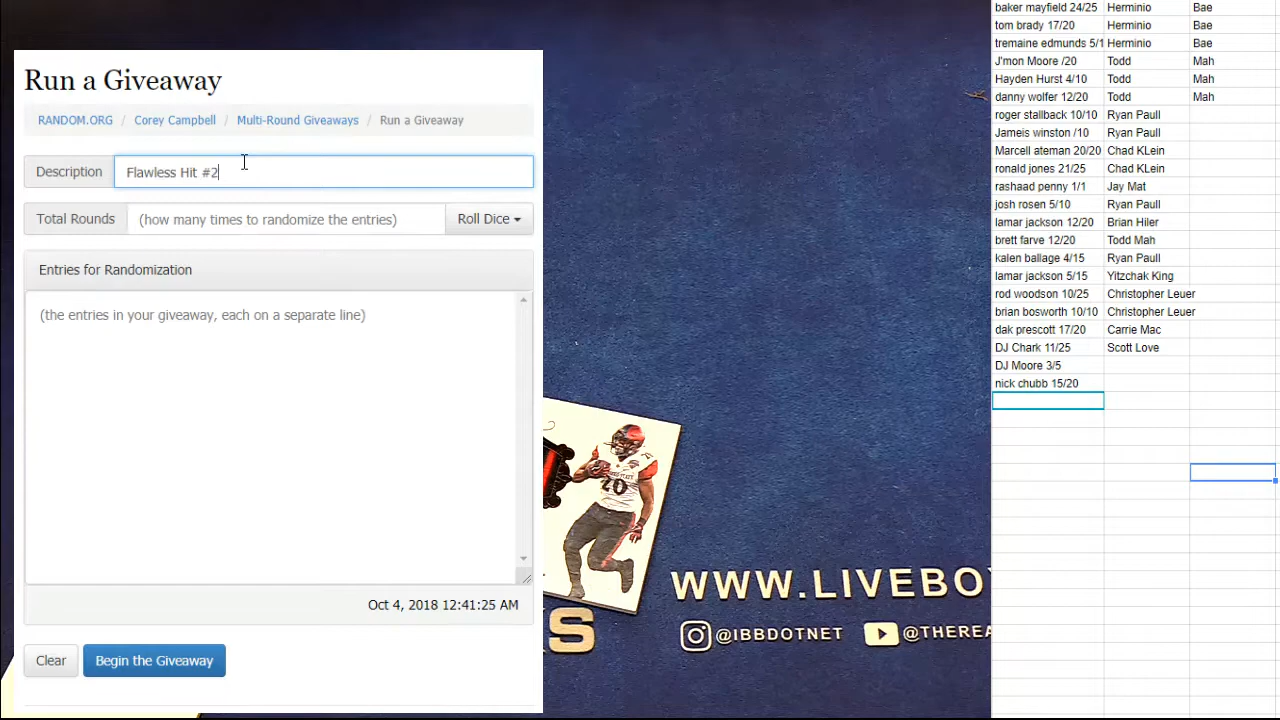 Run a Giveaway
RANDOM.ORG / Corey Campbell / Multi-Round Giveaways / Run a Giveaway
Description Flawless Hit #2
Total Rounds (how many times to randomize the entries) Roll Dice
Entries for Randomization
(the entries in your giveaway, each on a separate line)
Oct 4, 2018 12:41:25 AM
Clear Begin the Giveaway
20
WWW.LIVEBO
S
@IBBDOTNET @THEREA
baker mayfield 24/25 Herminio Bae
tom brady 17/20 Herminio Bae
tremaine edmunds 5/1 Herminio Bae
J'mon Moore /20 Todd Mah
Hayden Hurst 4/10 Todd Mah
danny wolfer 12/20 Todd Mah
roger stallback 10/10 Ryan Paull
Jameis winston /10 Ryan Paull
Marcell ateman 20/20 Chad KLein
ronald jones 21/25 Chad KLein
rashaad penny 1/1 Jay Mat
josh rosen 5/10 Ryan Paull
lamar jackson 12/20 Brian Hiler
brett farve 12/20 Todd Mah
kalen ballage 4/15 Ryan Paull
lamar jackson 5/15 Yitzchak King
rod woodson 10/25 Christopher Leuer
brian bosworth 10/10 Christopher Leuer
dak prescott 17/20 Carrie Mac
DJ Chark 11/25 Scott Love
DJ Moore 3/5
nick chubb 15/20